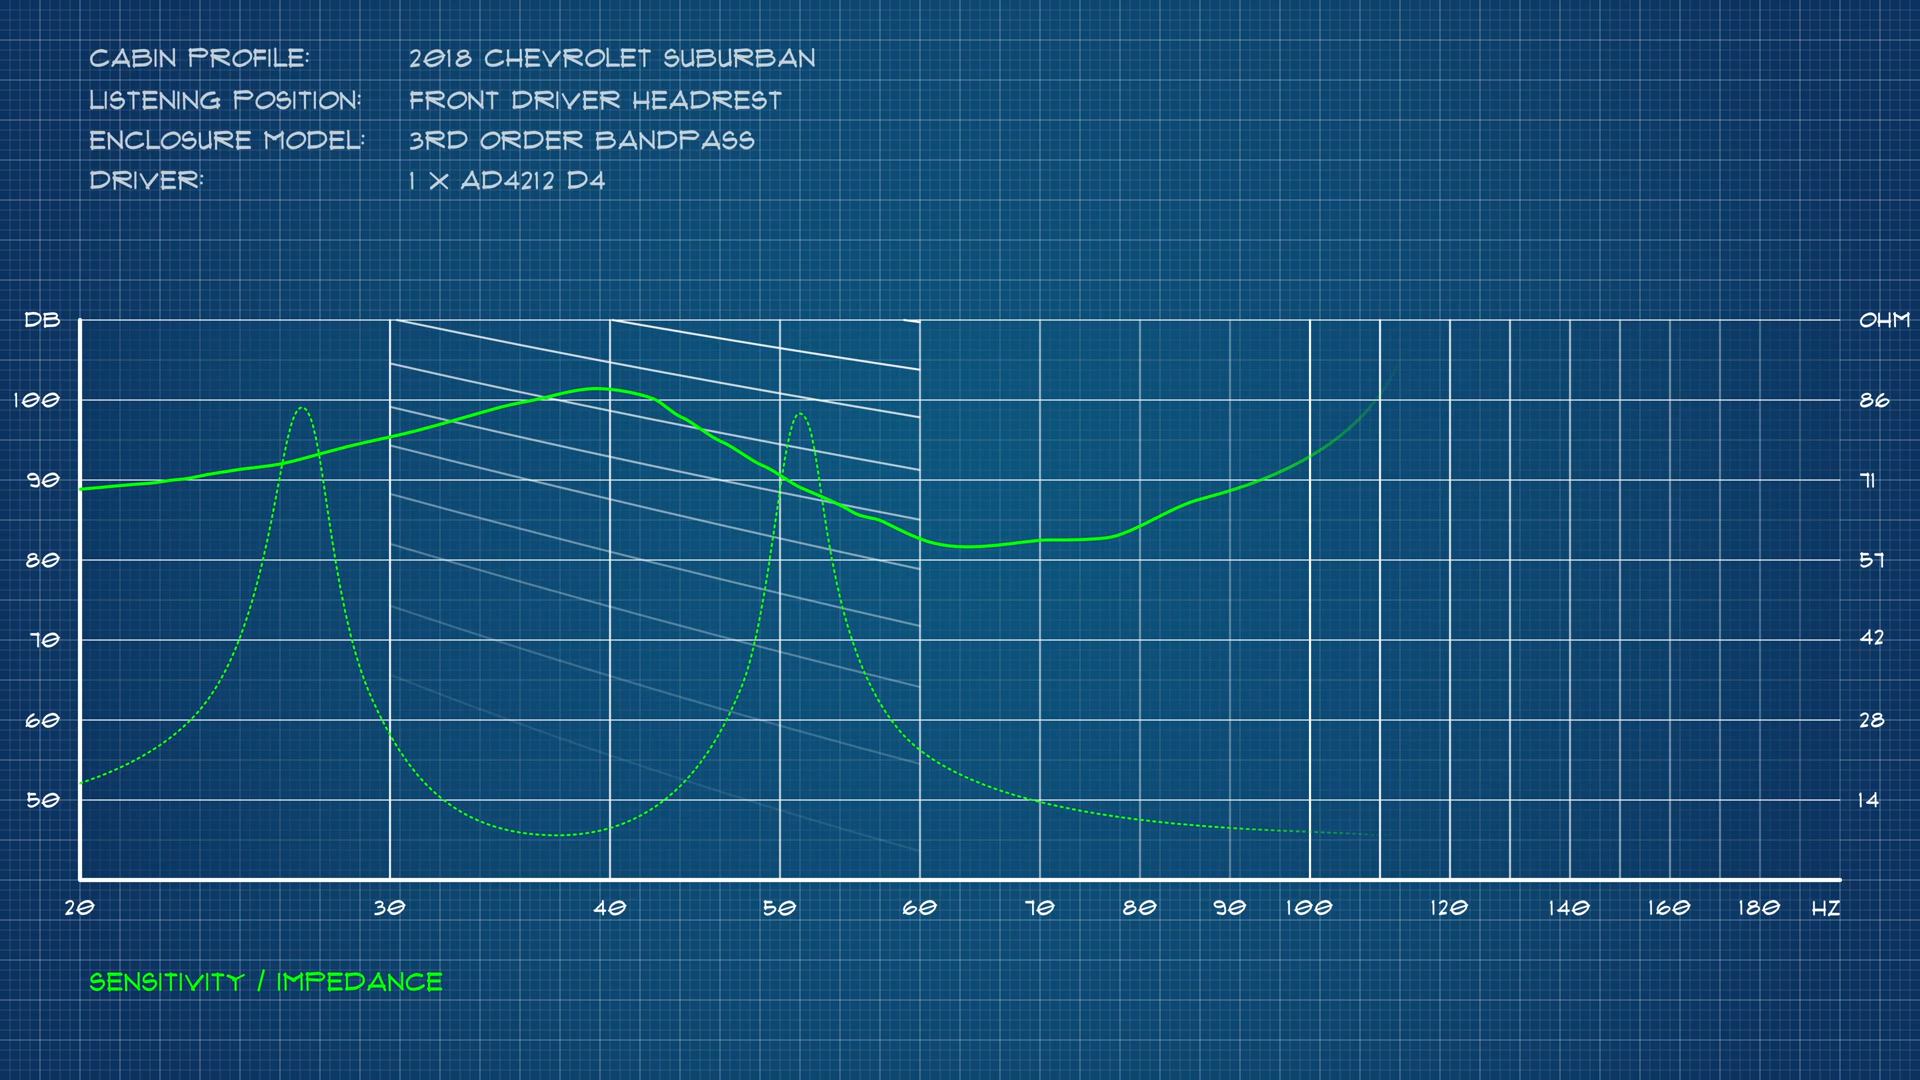 CABIN PROFILE: 2018 CHEVROLET SUBURBAN
LISTENING POSITION: FRONT DRIVER HEADREST
ENCLOSURE MODEL: 3RD ORDER BANDPASS
DRIVER: 1 X AD4212 D4
DB OHM
100 86
90 71
80 57
70 42
60 28
50 14
20 30 40 50 60 70 80 90 100 120 140 160 180 HZ
SENSITIVITY / IMPEDANCE